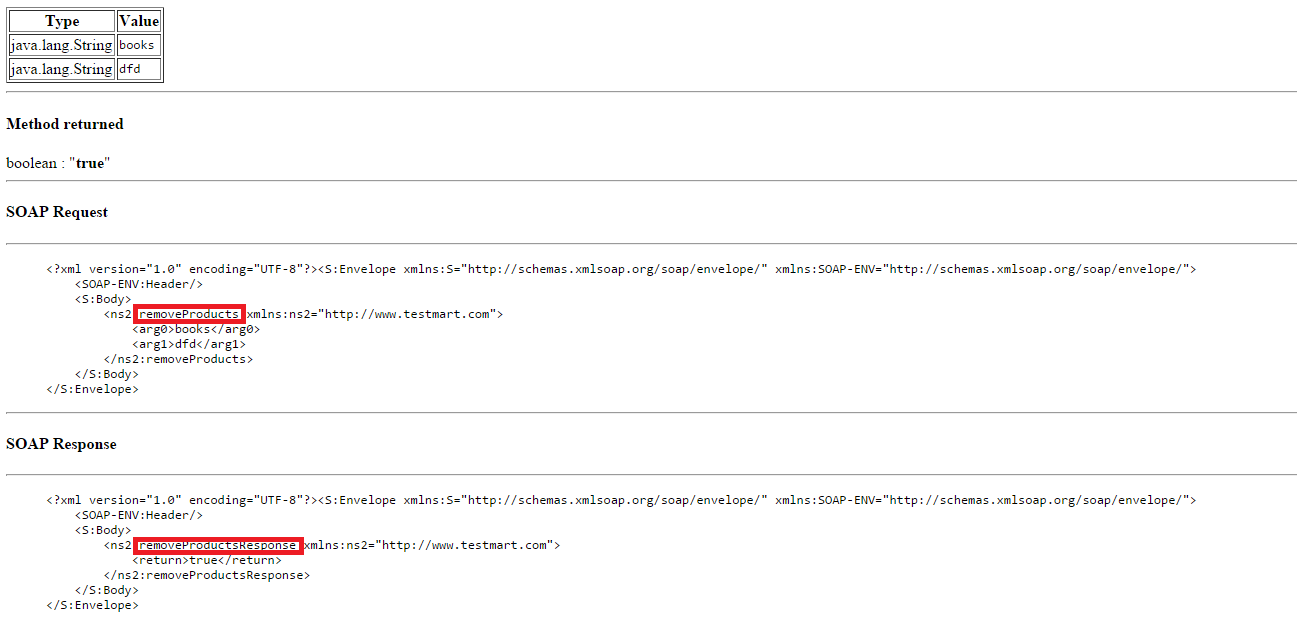 Type Value
java.lang.String books
java.lang.String dfd
Method returned
boolean : "true"
SOAP Request
<?xml version="1.0" encoding="UTF-8"?><S:Envelope xmlns:S="http://schemas.xmlsoap.org/soap/envelope/" xmlns:SOAP-ENV="http://schemas.xmlsoap.org/soap/envelope/">
<SOAP-ENV:Header/>
<S:Body>
<ns2 removeProducts xmlns:ns2="http://www.testmart.com">
<arg0>books</arg0>
<arg1>dfd</arg1>
</ns2:removeProducts>
</S:Body>
</S:Envelope>
SOAP Response
<?xml version="1.0" encoding="UTF-8"?><S:Envelope xmlns:S="http://schemas.xmlsoap.org/soap/envelope/" xmlns:SOAP-ENV="http://schemas.xmlsoap.org/soap/envelope/">
<SOAP-ENV:Header/>
<S:Body>
<ns2 removeProductsResponse xmlns:ns2="http://www.testmart.com">
<return>true</return>
</ns2:removeProductsResponse>
</S:Body>
</S:Envelope>